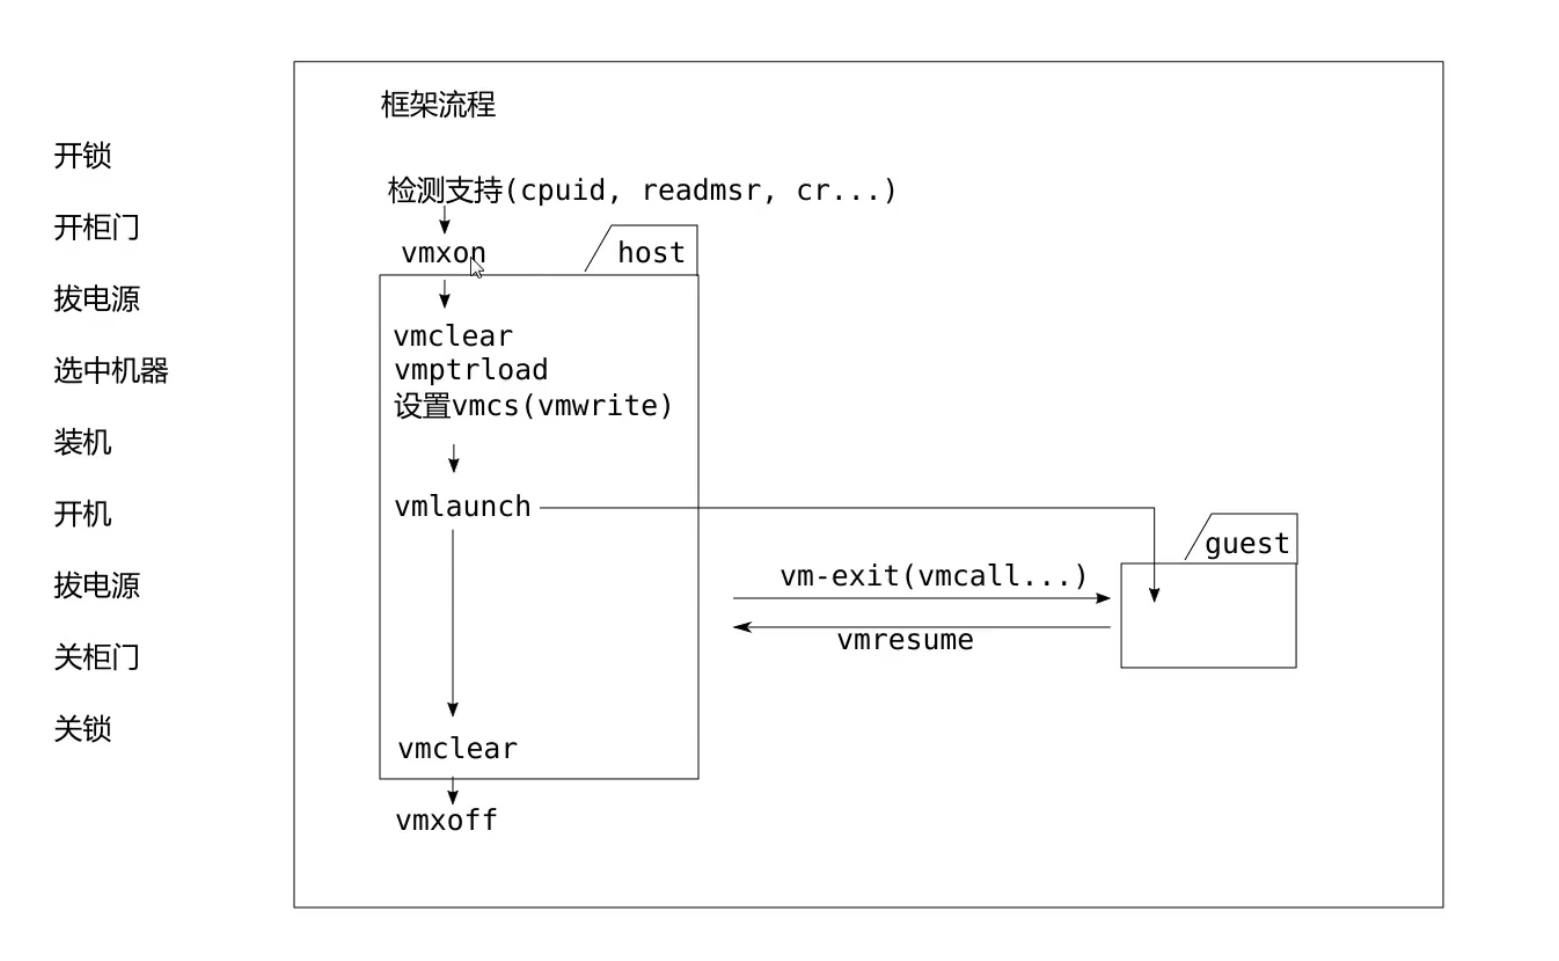 框架流程
开锁
检测支持(cpuid, readmsr, cr...)
开柜门
vmxon
host
拔电源
vmclear
选中机器
vmptrload
设置vmcs(vmwrite)
装机
vmlaunch
开机
guest
vm-exit(vmcall...)
拔电源
vmresume
关柜门
关锁
vmclear
vmxoff